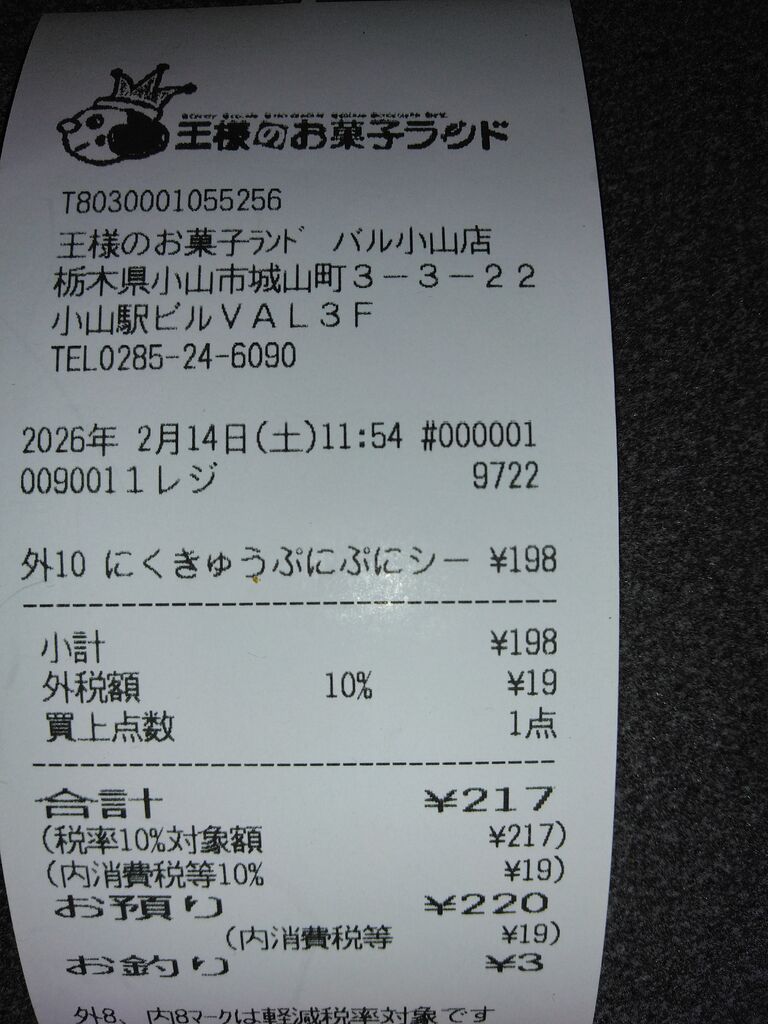 王様のお菓子ランド
T8030001055256
王様のお菓子ﾗﾝﾄﾞ バル小山店
栃木県小山市城山町３－３－２２
小山駅ビルＶＡＬ３Ｆ
TEL0285-24-6090
2026年 2月14日(土)11:54 #000001
0090011レジ 9722
外10 にくきゅうぷにぷにシー ¥198
小計 ¥198
外税額 10% ¥19
買上点数 1点
合計 ¥217
(税率10%対象額 ¥217)
(内消費税等10% ¥19)
お預り ¥220
(内消費税等 ¥19)
お釣り ¥3
外8、内8ﾏｰｸは軽減税率対象です